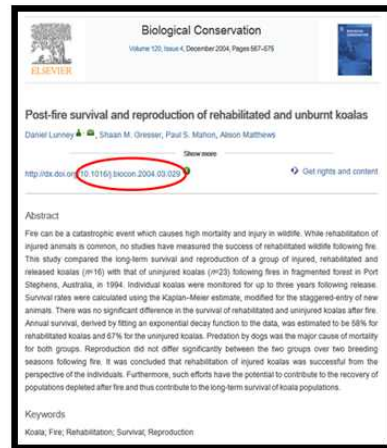 Biological Conservation
Volume 120, Issue 4, December 2004, Pages 567–575
ELSEVIER
Post-fire survival and reproduction of rehabilitated and unburnt koalas
Daniel Lunney, Shaan M. Gresser, Paul S. Mahon, Alison Matthews
Show more
http://dx.doi.org/10.1016/j.biocon.2004.03.029
Get rights and content
Abstract
Fire can be a catastrophic event which causes high mortality and injury in wildlife. While rehabilitation of
injured animals is common, no studies have measured the success of rehabilitated wildlife following fire.
This study compared the long-term survival and reproduction of a group of injured, rehabilitated and
released koalas (n=16) with that of uninjured koalas (n=23) following fires in fragmented forest in Port
Stephens, Australia, in 1994. Individual koalas were monitored for up to three years following release.
Survival rates were calculated using the Kaplan–Meier estimate, modified for the staggered-entry of new
animals. There was no significant difference in the survival of rehabilitated and uninjured koalas after fire.
Annual survival, derived by fitting an exponential decay function to the data, was estimated to be 58% for
rehabilitated koalas and 67% for the uninjured koalas. Predation by dogs was the major cause of mortality
for both groups. Reproduction did not differ significantly between the two groups over two breeding
seasons following fire. It was concluded that rehabilitation of injured koalas was successful from the
perspective of the individuals. Furthermore, such efforts have the potential to contribute to the recovery of
populations depleted after fire and thus contribute to the long-term survival of koala populations.
Keywords
Koala; Fire; Rehabilitation; Survival; Reproduction